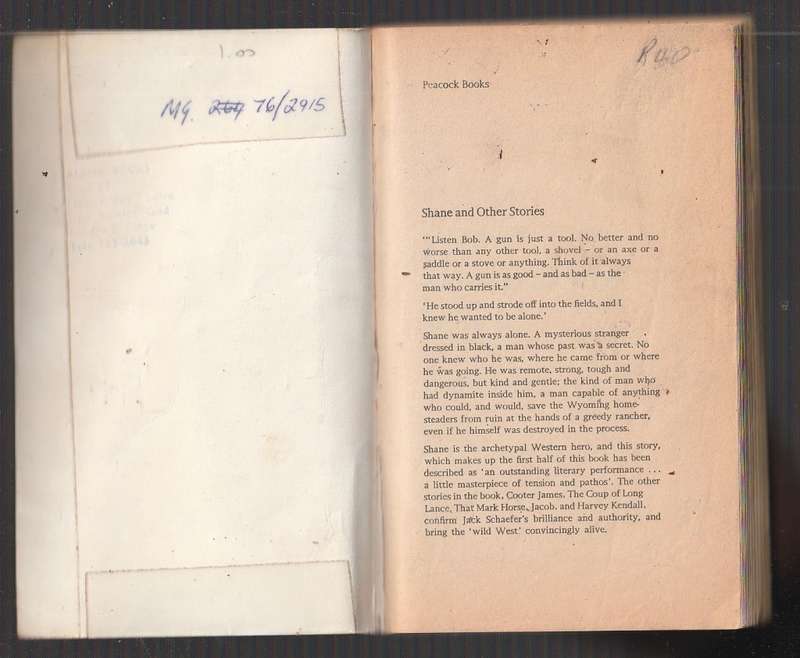 1.00
MG. 264 76/2915
R40
Peacock Books
Shane and Other Stories
'"Listen Bob. A gun is just a tool. No better and no
worse than any other tool, a shovel – or an axe or a
saddle or a stove or anything. Think of it always
that way. A gun is as good – and as bad – as the
man who carries it."
'He stood up and strode off into the fields, and I
knew he wanted to be alone.'
Shane was always alone. A mysterious stranger
dressed in black, a man whose past was a secret. No
one knew who he was, where he came from or where
he was going. He was remote, strong, tough and
dangerous, but kind and gentle; the kind of man who
had dynamite inside him, a man capable of anything
who could, and would, save the Wyoming home-
steaders from ruin at the hands of a greedy rancher,
even if he himself was destroyed in the process.
Shane is the archetypal Western hero, and this story,
which makes up the first half of this book has been
described as 'an outstanding literary performance ...
a little masterpiece of tension and pathos'. The other
stories in the book, Cooter James, The Coup of Long
Lance, That Mark Horse, Jacob, and Harvey Kendall,
confirm Jack Schaefer's brilliance and authority, and
bring the 'wild West' convincingly alive.